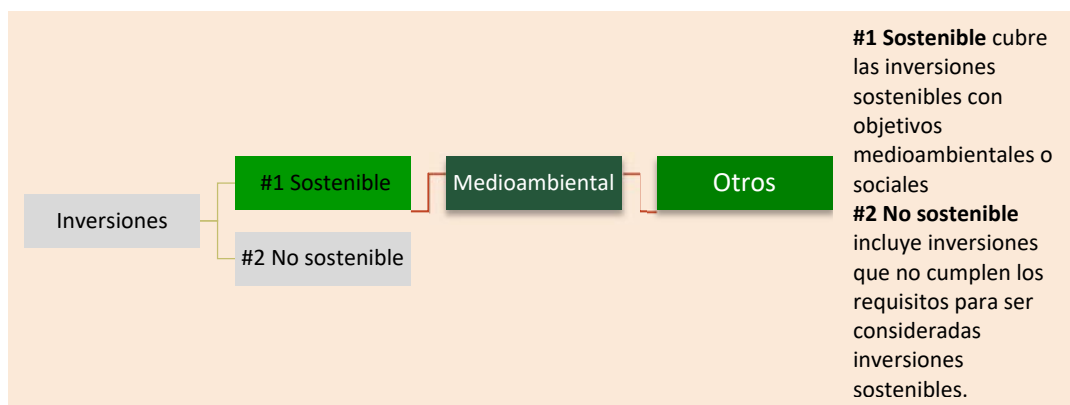 Inversiones
#1 Sostenible
#2 No sostenible
Medioambiental
Otros
#1 Sostenible cubre
las inversiones
sostenibles con
objetivos
medioambientales o
sociales
#2 No sostenible
incluye inversiones
que no cumplen los
requisitos para ser
consideradas
inversiones
sostenibles.